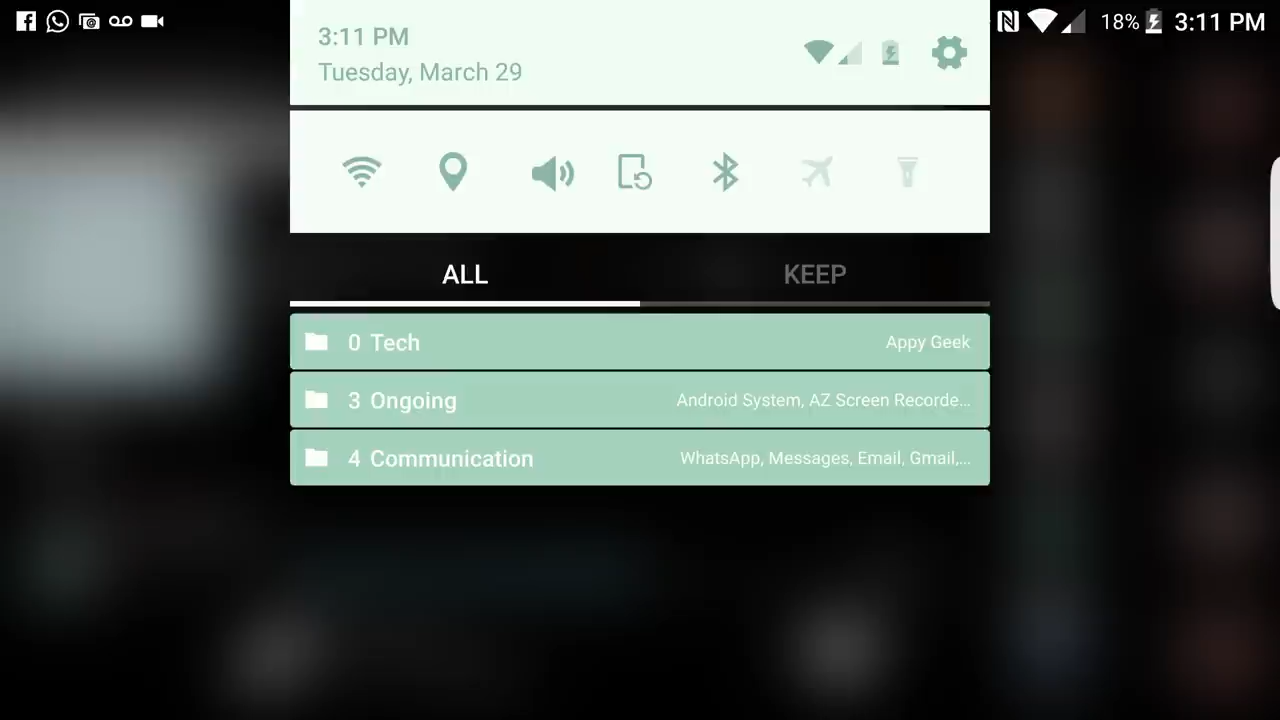 18% 3:11 PM
3:11 PM
Tuesday, March 29
ALL KEEP
0 Tech Appy Geek
3 Ongoing Android System, AZ Screen Recorde...
4 Communication WhatsApp, Messages, Email, Gmail,...